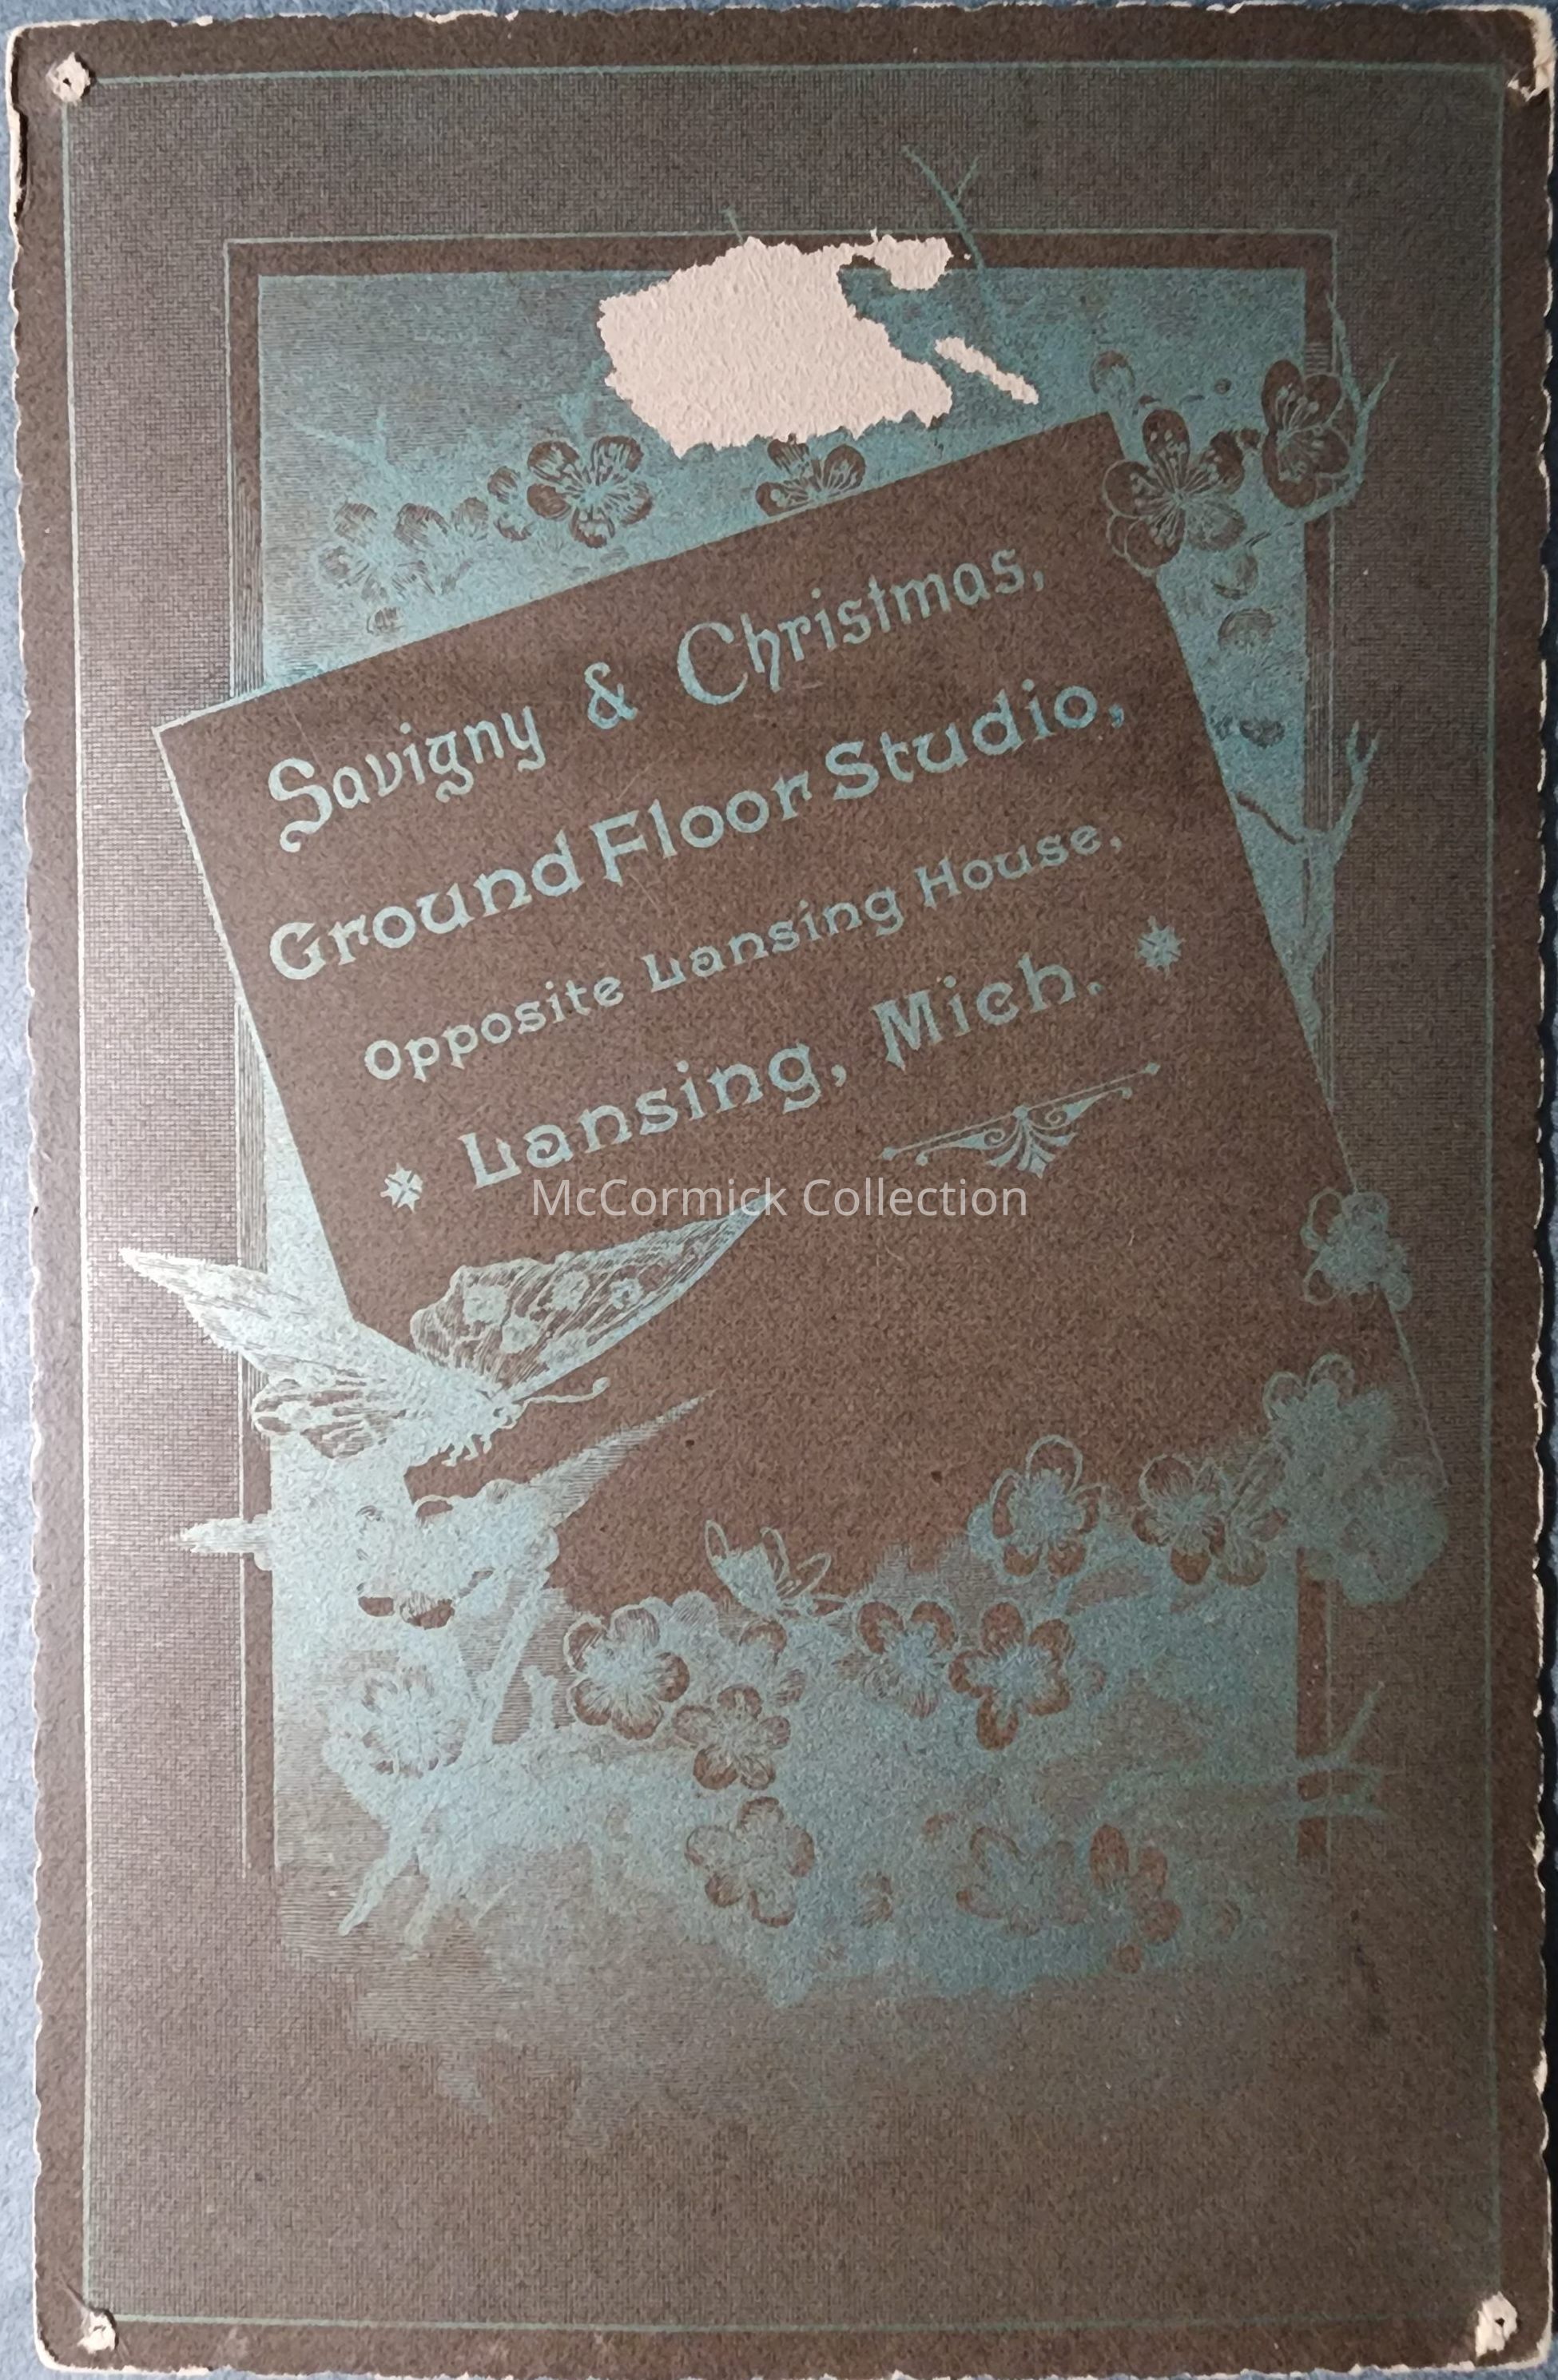 Savigny & Christmas,
Ground Floor Studio,
Opposite Lansing House,
Lansing, Mich.
McCormick Collection